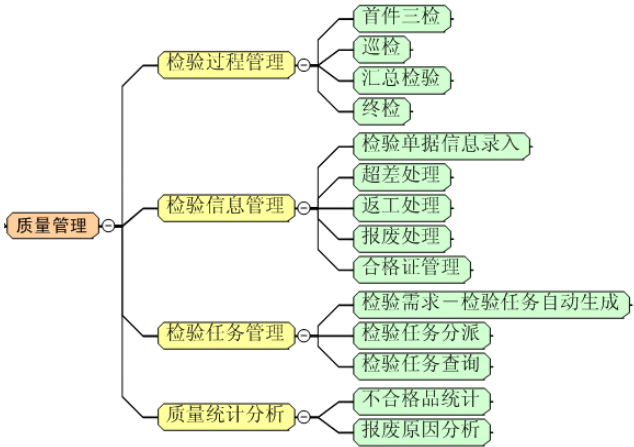 质量管理
检验过程管理
首件三检
巡检
汇总检验
终检
检验信息管理
检验单据信息录入
超差处理
返工处理
报废处理
合格证管理
检验任务管理
检验需求－检验任务自动生成
检验任务分派
检验任务查询
质量统计分析
不合格品统计
报废原因分析